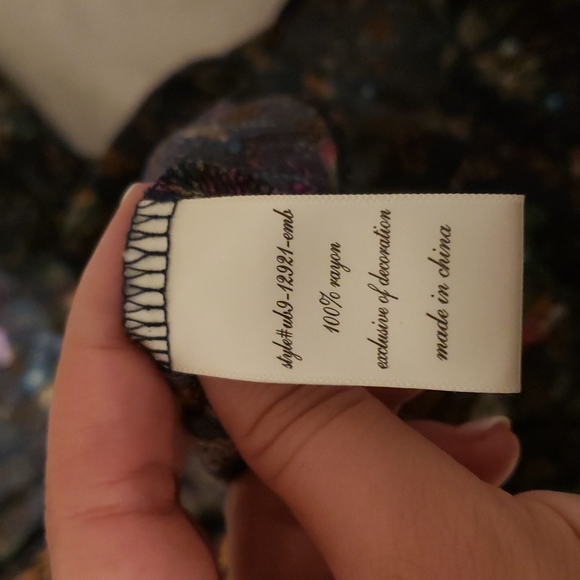 style#ub9-12921-emb
100% rayon
exclusive of decoration
made in china